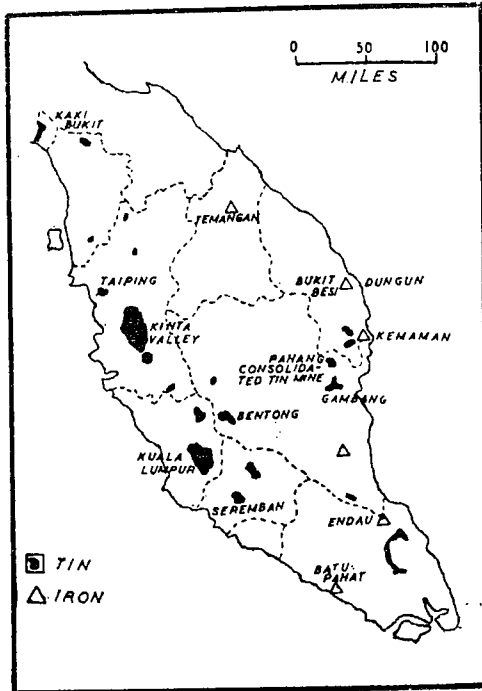 0 50 100
MILES
KAKI
BUKIT
TEMANGAN
TAIPING
BUKIT
BESI
DUNGUN
KINTA
VALLEY
KEMAMAN
PAHANG
CONSOLIDA-
TED TIN MINE
GAMBANG
BENTONG
KUALA
LUMPUR
SEREMBAN
ENDAU
BATU
PAHAT
TIN
IRON